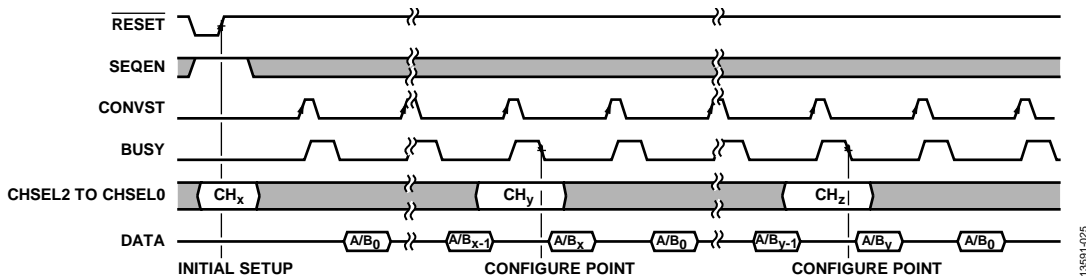 RESET
SEQEN
CONVST
BUSY
CHSEL2 TO CHSEL0 CHx CHy CHz
DATA A/B0 A/Bx-1 A/Bx A/B0 A/By-1 A/By A/B0
INITIAL SETUP CONFIGURE POINT CONFIGURE POINT
13591-025